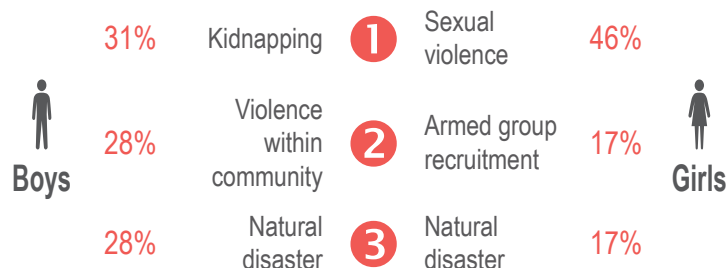 31% Kidnapping 1 Sexual violence 46%
Boys 28% Violence within community 2 Armed group recruitment 17% Girls
28% Natural disaster 3 Natural disaster 17%